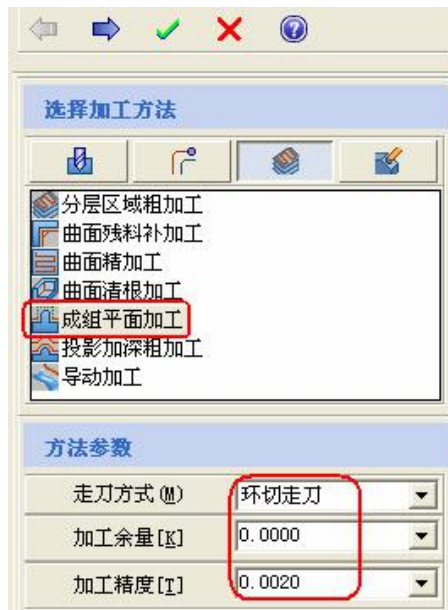 选择加工方法
分层区域粗加工
曲面残料补加工
曲面精加工
曲面清根加工
成组平面加工
投影加深粗加工
导动加工
方法参数
走刀方式(M) 环切走刀
加工余量[K] 0.0000
加工精度[T] 0.0020